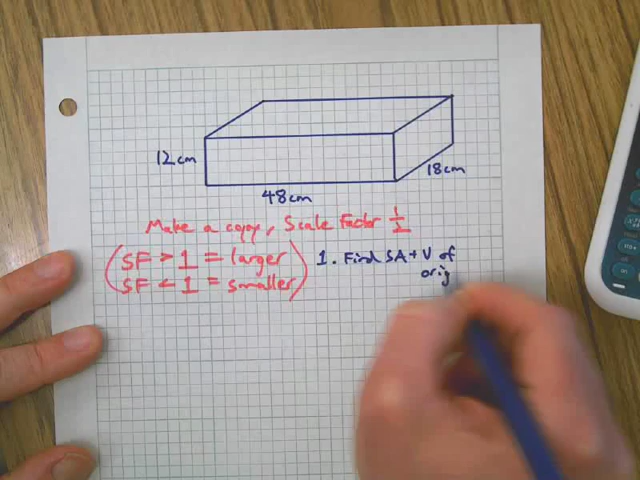 12cm
18cm
48cm
Make a copy, Scale Factor 1/2
(SF > 1 = larger
SF < 1 = smaller)
1. Find SA + V of
orig